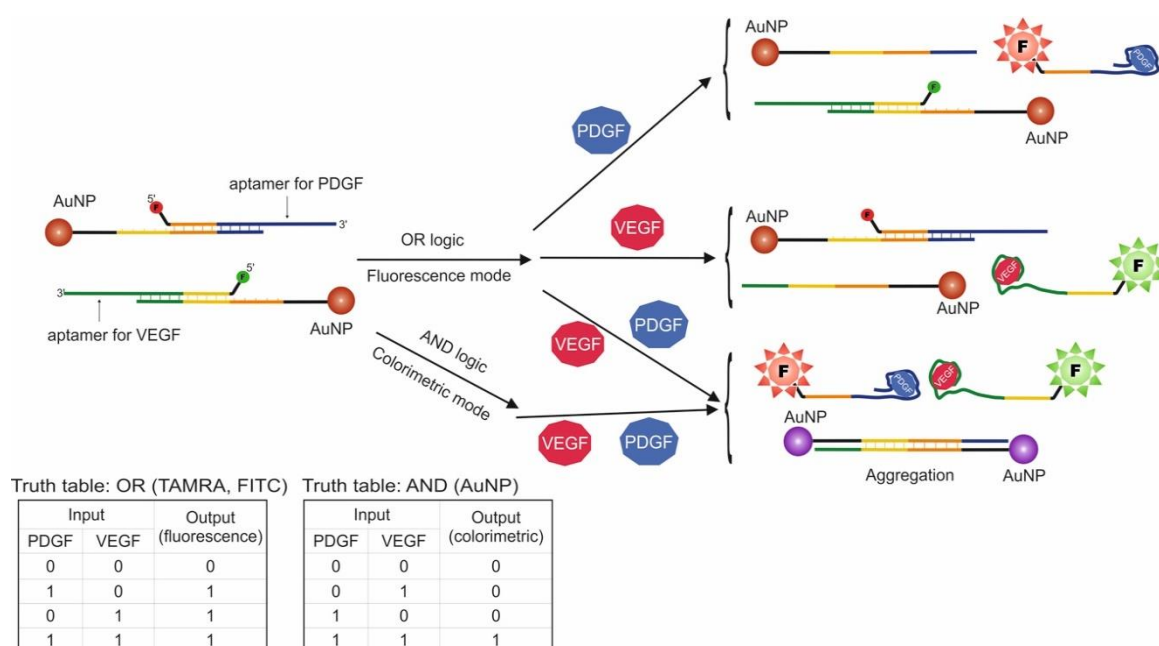 AuNP
F
PDGF
F
AuNP
PDGF
5'
aptamer for PDGF
AuNP
F
3'
OR logic
Fluorescence mode
VEGF
AuNP
F
VEGF
F
5'
F
3'
AuNP
aptamer for VEGF
AuNP
AND logic
Colorimetric mode
VEGF
PDGF
VEGF
PDGF
F
PDGF
VEGF
F
AuNP
Aggregation
AuNP
Truth table: OR (TAMRA, FITC)
Input Output (fluorescence)
PDGF VEGF
0 0 0
1 0 1
0 1 1
1 1 1
Truth table: AND (AuNP)
Input Output (colorimetric)
PDGF VEGF
0 0 0
0 1 0
1 0 0
1 1 1